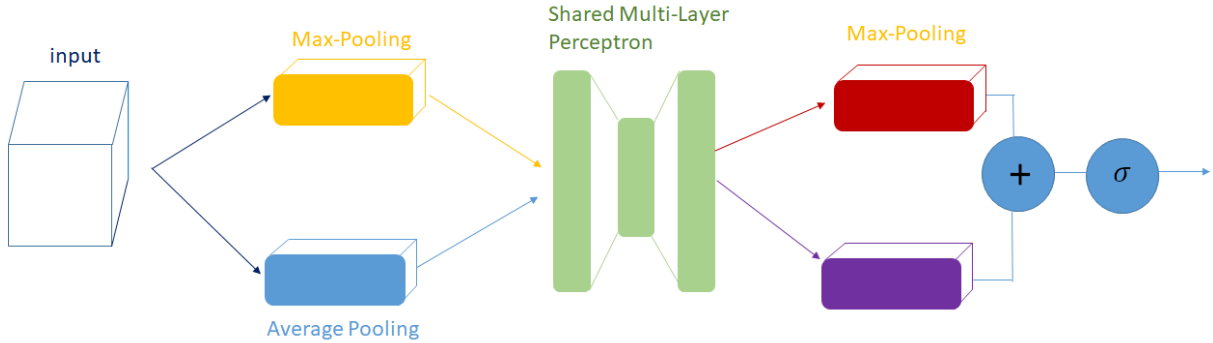 input
Max-Pooling
Average Pooling
Shared Multi-Layer
Perceptron
Max-Pooling
+
σ